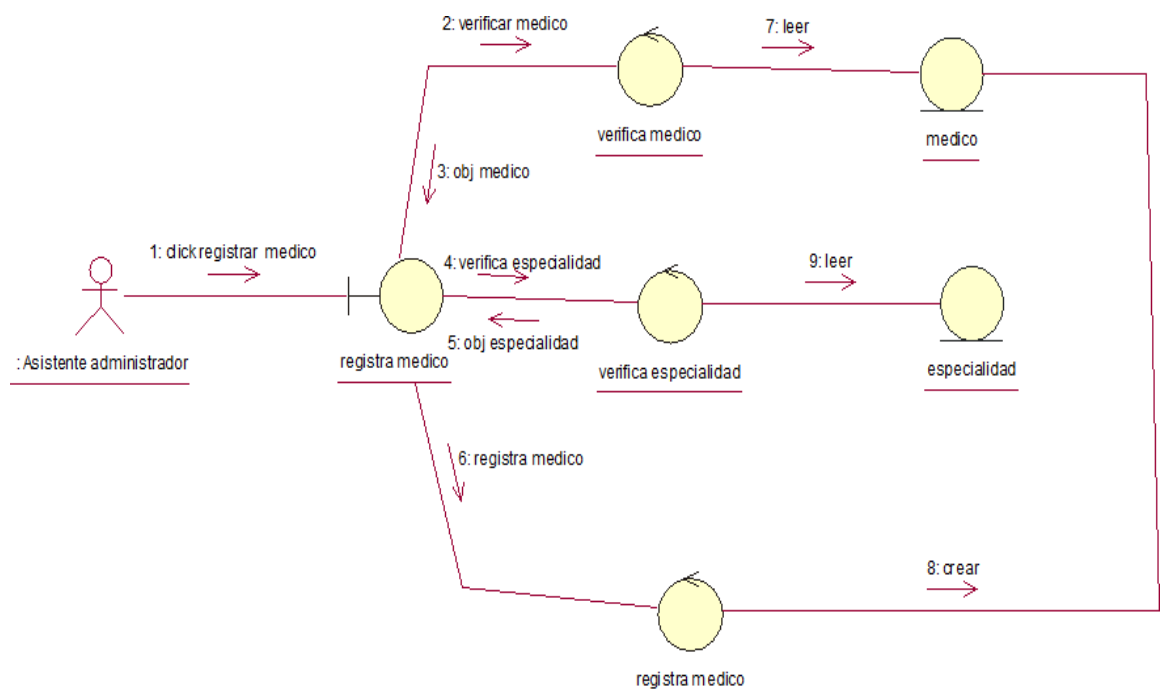 2: verificar medico
7: leer
verifica medico
medico
3: obj medico
1: click registrar medico
4: verifica especialidad
9: leer
5: obj especialidad
: Asistente administrador
registra medico
verifica especialidad
especialidad
6: registra medico
8: crear
registra medico